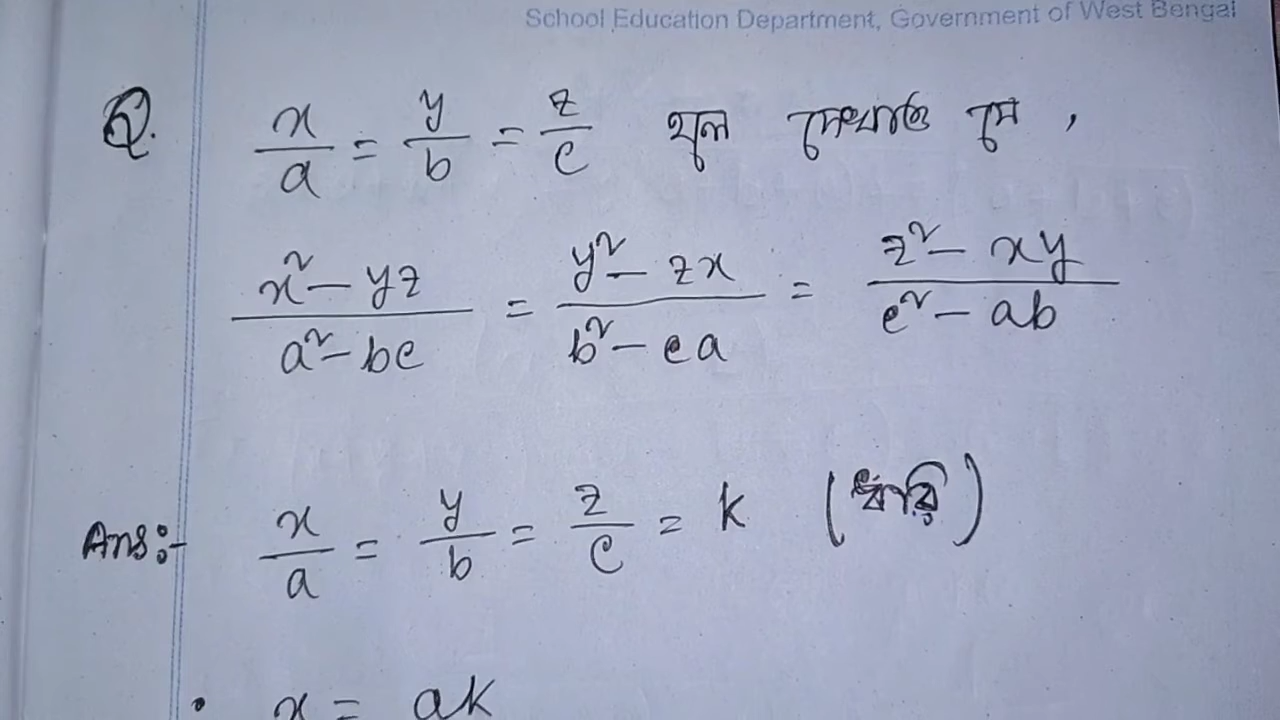 School Education Department, Government of West Bengal
Q. x/a = y/b = z/c হলে দেখাও যে,
x² - yz / a² - bc = y² - zx / b² - ca = z² - xy / c² - ab
Ans:- x/a = y/b = z/c = k (ধরি)
• x = ak